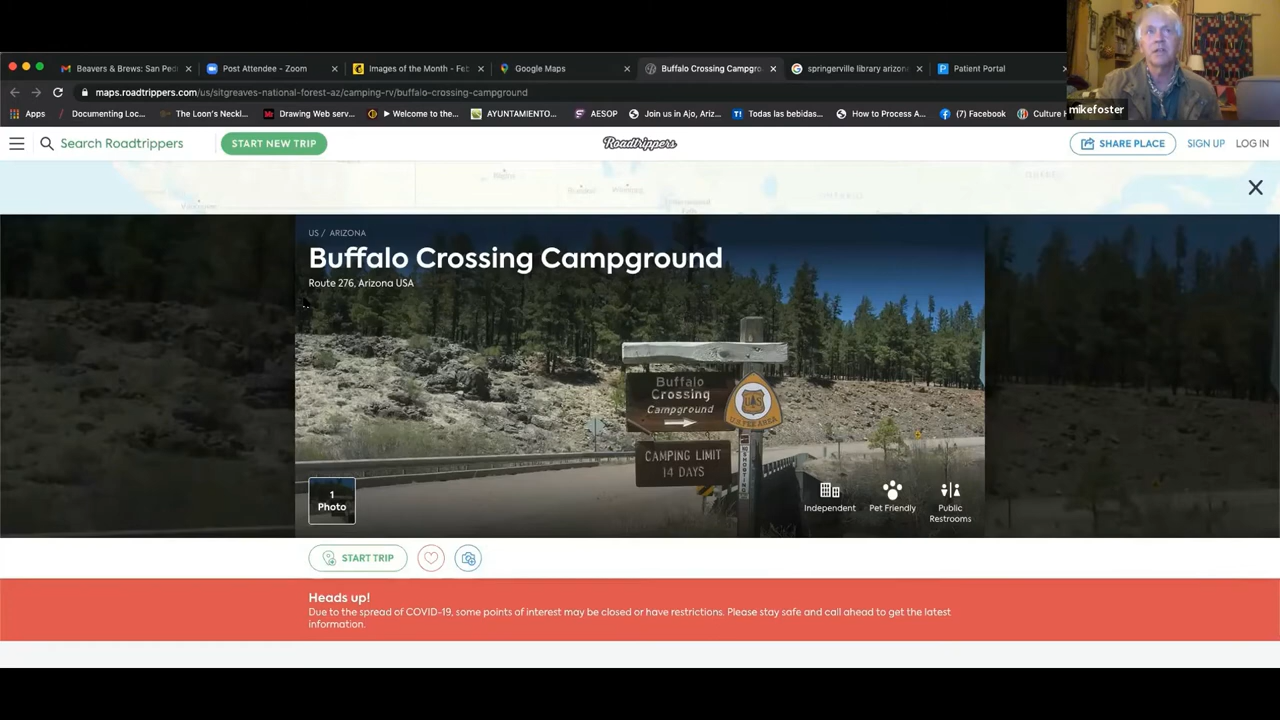 mikefoster
Beavers & Brews: San Ped
Post Attendee - Zoom
Images of the Month - Feb
Google Maps
Buffalo Crossing Campgro
springerville library arizon
Patient Portal
maps.roadtrippers.com/us/sitgreaves-national-forest-az/camping-rv/buffalo-crossing-campground
Apps
Documenting Loc...
The Loon's Neckl...
Drawing Web serv...
► Welcome to the...
AYUNTAMIENTO...
AESOP
Join us in Ajo, Ariz...
Todas las bebidas...
How to Process A...
(7) Facebook
Culture
Search Roadtrippers
START NEW TRIP
Roadtrippers
SHARE PLACE
SIGN UP
LOG IN
US / ARIZONA
Buffalo Crossing Campground
Route 276, Arizona USA
Buffalo
Crossing
Campground
UAS
U.S. FEE AREA
CAMPING LIMIT
14 DAYS
NO SHOOTING
1
Photo
Independent
Pet Friendly
Public
Restrooms
START TRIP
Heads up!
Due to the spread of COVID-19, some points of interest may be closed or have restrictions. Please stay safe and call ahead to get the latest
information.